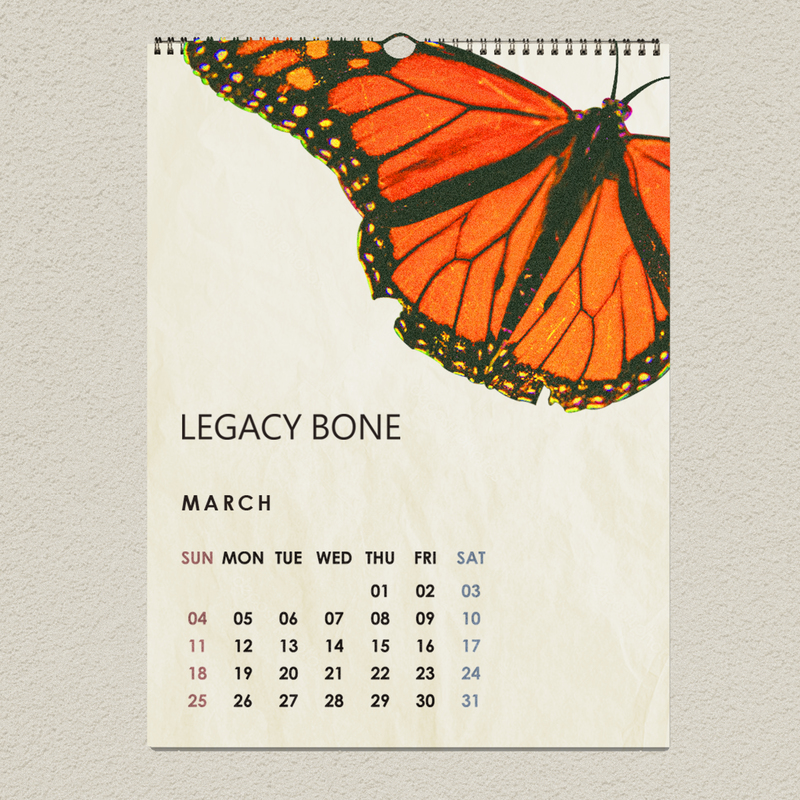 LEGACY BONE
MARCH
SUN MON TUE WED THU FRI SAT
01 02 03
04 05 06 07 08 09 10
11 12 13 14 15 16 17
18 19 20 21 22 23 24
25 26 27 28 29 30 31